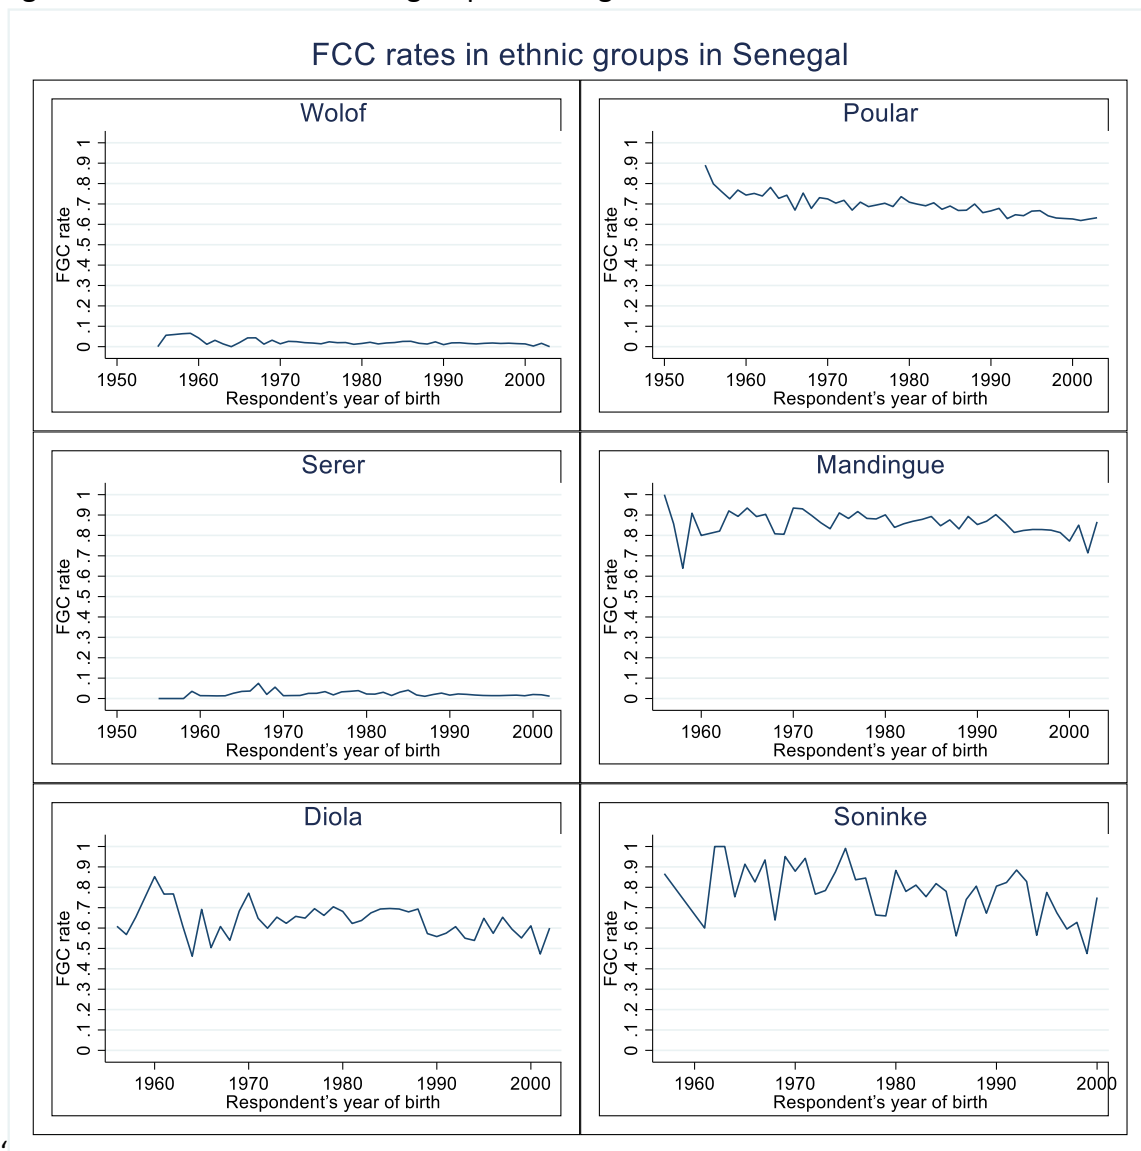 FCC rates in ethnic groups in Senegal
Wolof
FGC rate
0 .1 .2 .3 .4 .5 .6 .7 .8 .9 1
1950 1960 1970 1980 1990 2000
Respondent's year of birth
Poular
FGC rate
0 .1 .2 .3 .4 .5 .6 .7 .8 .9 1
1950 1960 1970 1980 1990 2000
Respondent's year of birth
Serer
FGC rate
0 .1 .2 .3 .4 .5 .6 .7 .8 .9 1
1950 1960 1970 1980 1990 2000
Respondent's year of birth
Mandingue
FGC rate
0 .1 .2 .3 .4 .5 .6 .7 .8 .9 1
1960 1970 1980 1990 2000
Respondent's year of birth
Diola
FGC rate
0 .1 .2 .3 .4 .5 .6 .7 .8 .9 1
1960 1970 1980 1990 2000
Respondent's year of birth
Soninke
FGC rate
0 .1 .2 .3 .4 .5 .6 .7 .8 .9 1
1960 1970 1980 1990 2000
Respondent's year of birth